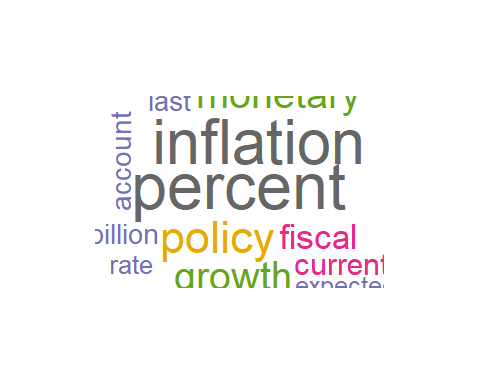 last monetary
account
inflation
percent
billion policy fiscal
rate current
growth expected